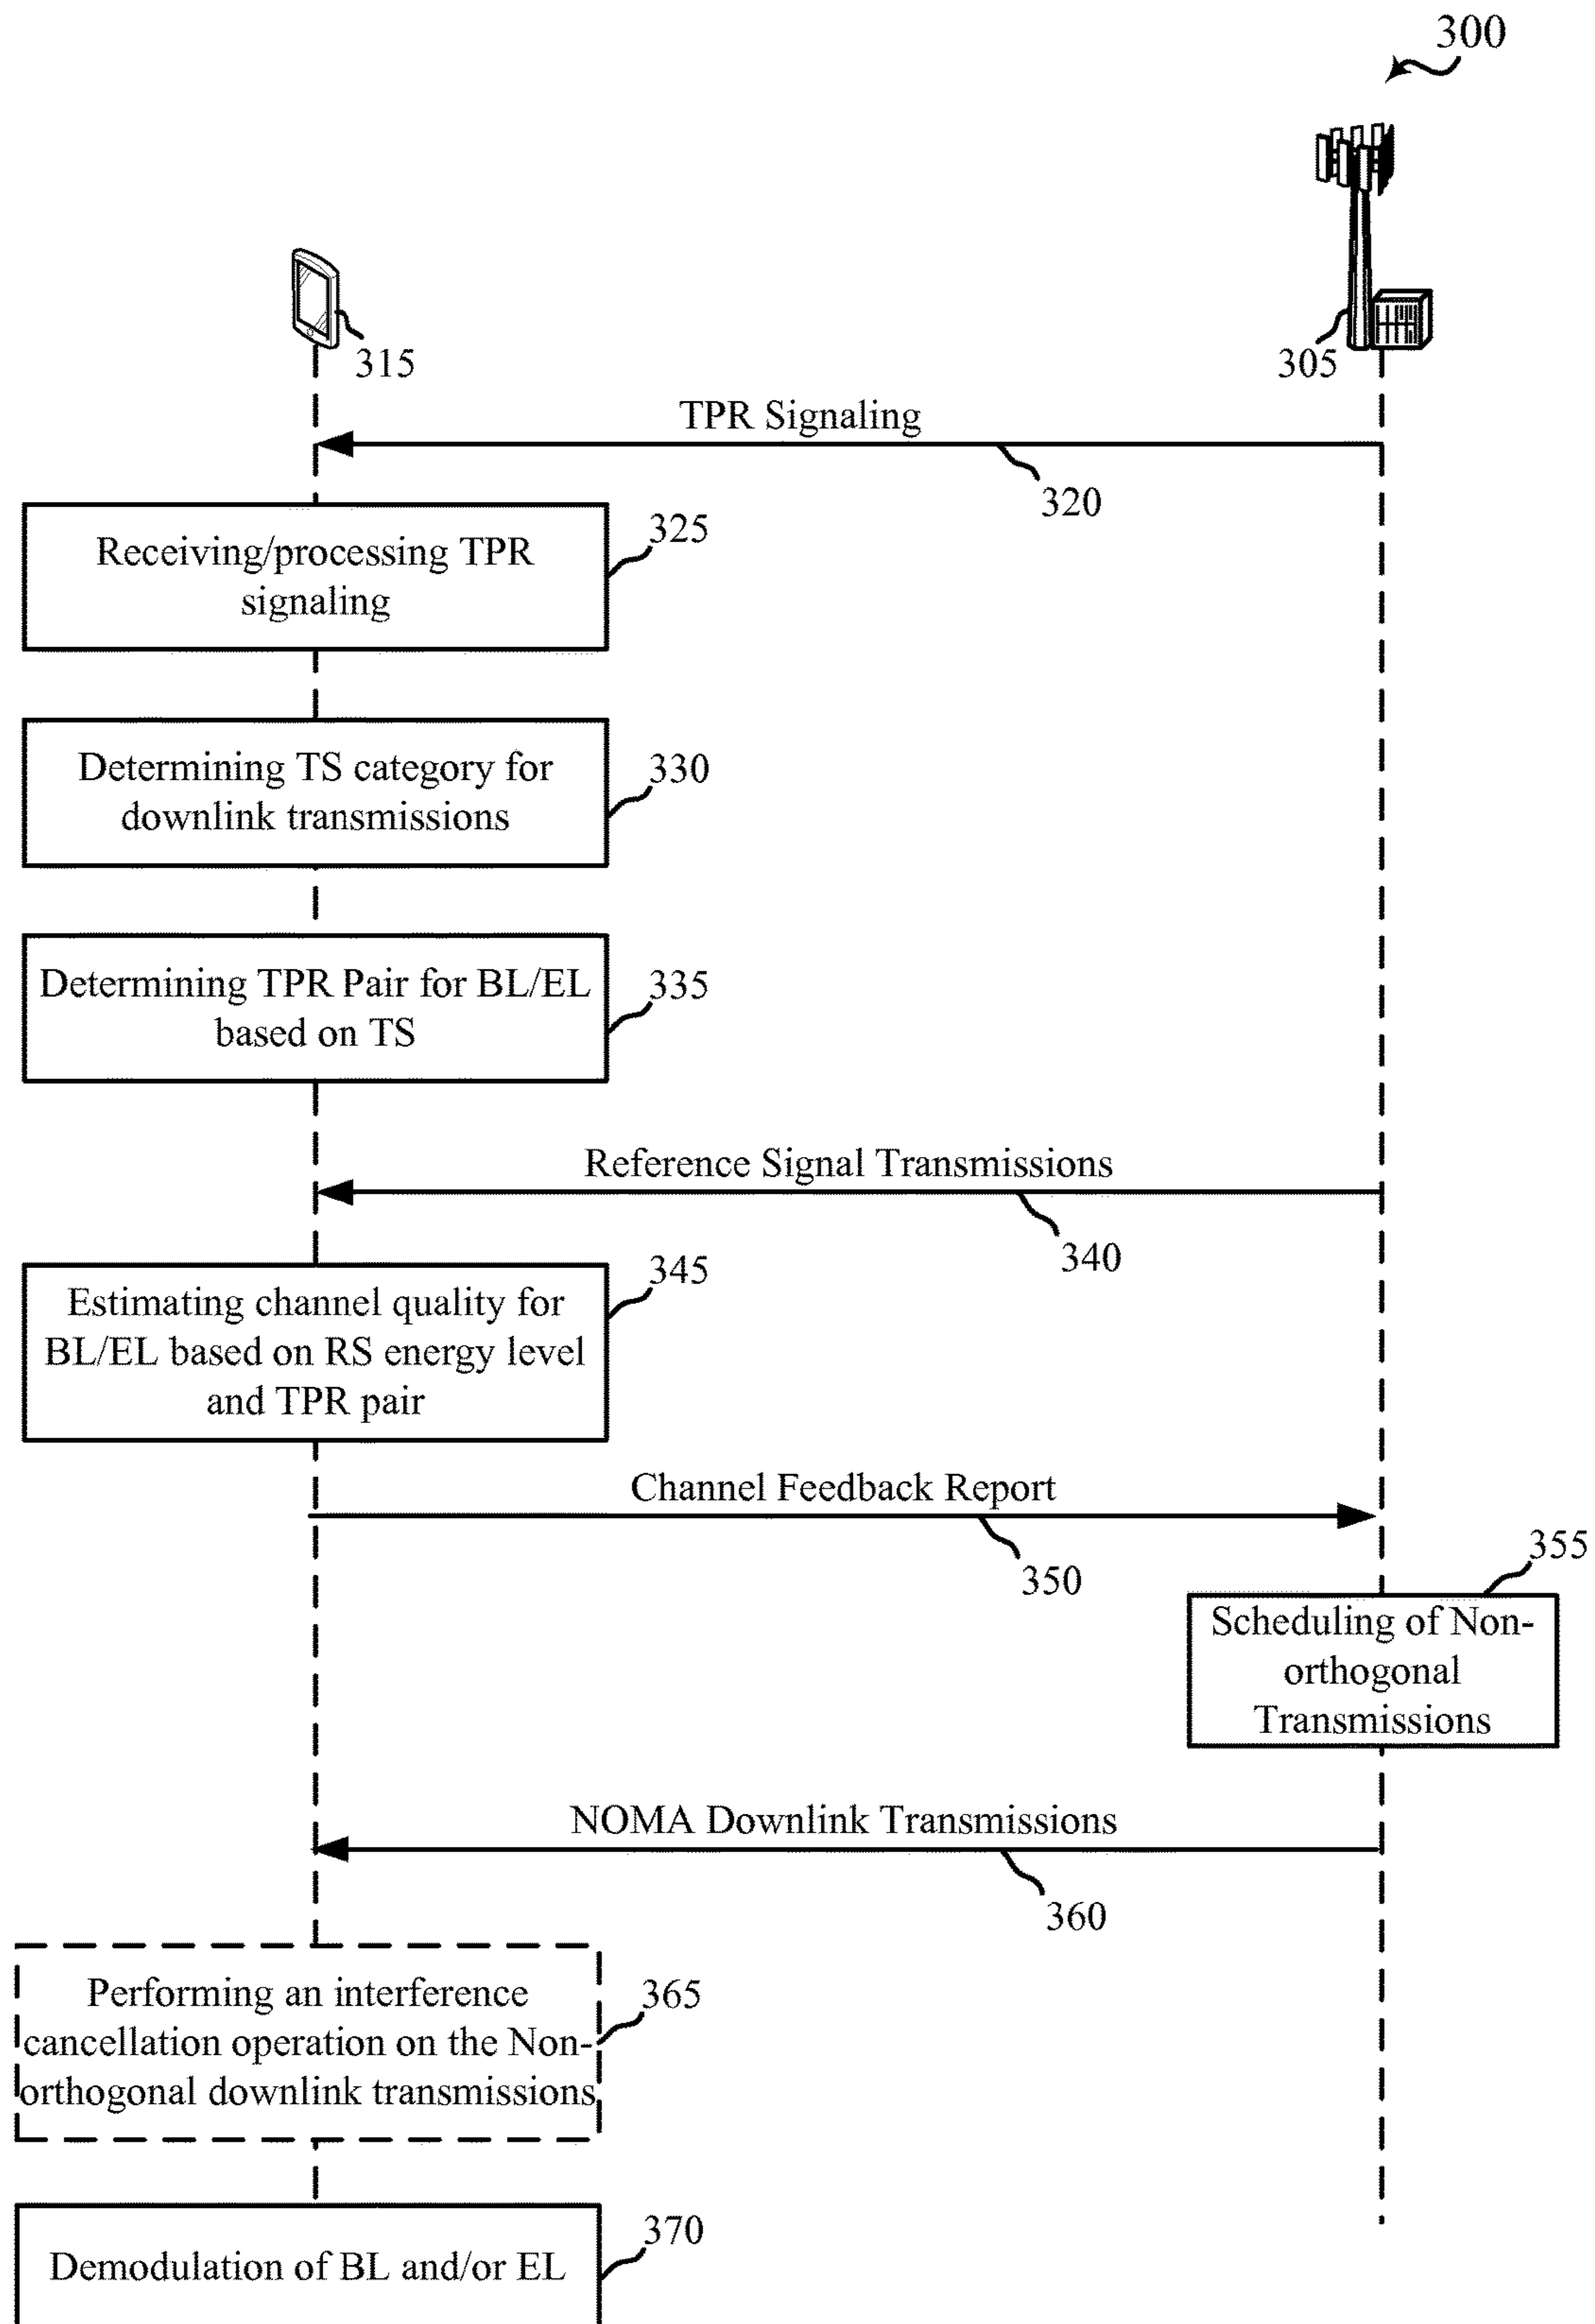 300
315
305
TPR Signaling
320
Receiving/processing TPR
signaling
325
Determining TS category for
downlink transmissions
330
Determining TPR Pair for BL/EL
based on TS
335
Reference Signal Transmissions
340
Estimating channel quality for
BL/EL based on RS energy level
and TPR pair
345
Channel Feedback Report
350
355
Scheduling of Non-
orthogonal
Transmissions
NOMA Downlink Transmissions
360
Performing an interference
cancellation operation on the Non-
orthogonal downlink transmissions
365
Demodulation of BL and/or EL
370